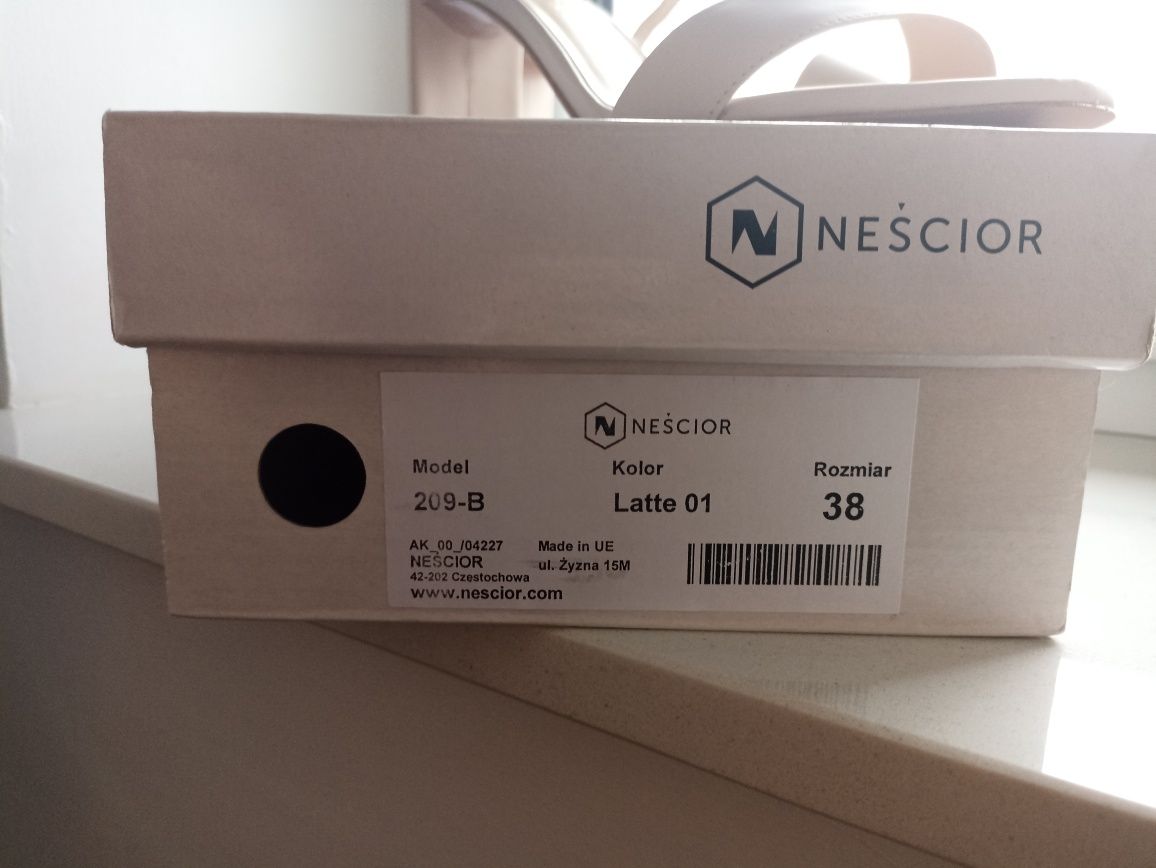 NEŚCIOR
NEŚCIOR
Model Kolor Rozmiar
209-B Latte 01 38
AK_00_/04227 Made in UE
NEŚCIOR ul. Żyzna 15M
42-202 Częstochowa
www.nescior.com